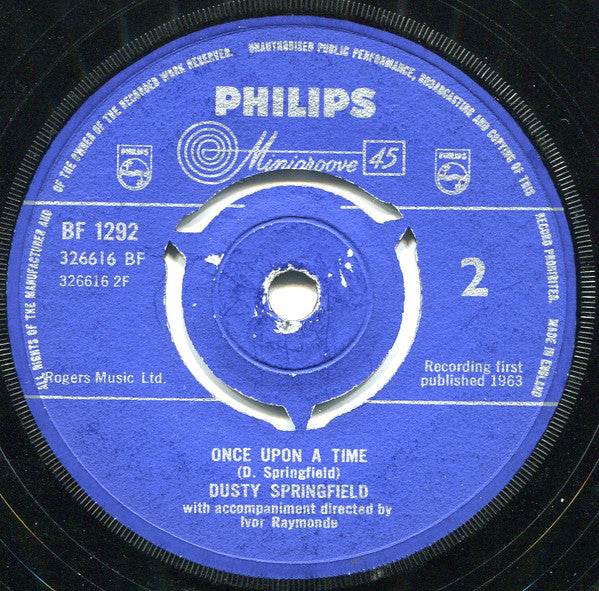 ALL RIGHTS OF THE MANUFACTURER AND OF THE OWNER OF THE RECORDED WORK RESERVED. UNAUTHORISED PUBLIC PERFORMANCE, BROADCASTING AND COPYING OF THIS RECORD PROHIBITED. MADE IN ENGLAND
PHILIPS
Minigroove 45
PHILIPS
PHILIPS
BF 1292
326616 BF
326616 2F
2
Rogers Music Ltd.
Recording first
published 1963
ONCE UPON A TIME
(D. Springfield)
DUSTY SPRINGFIELD
with accompaniment directed by
Ivor Raymonde